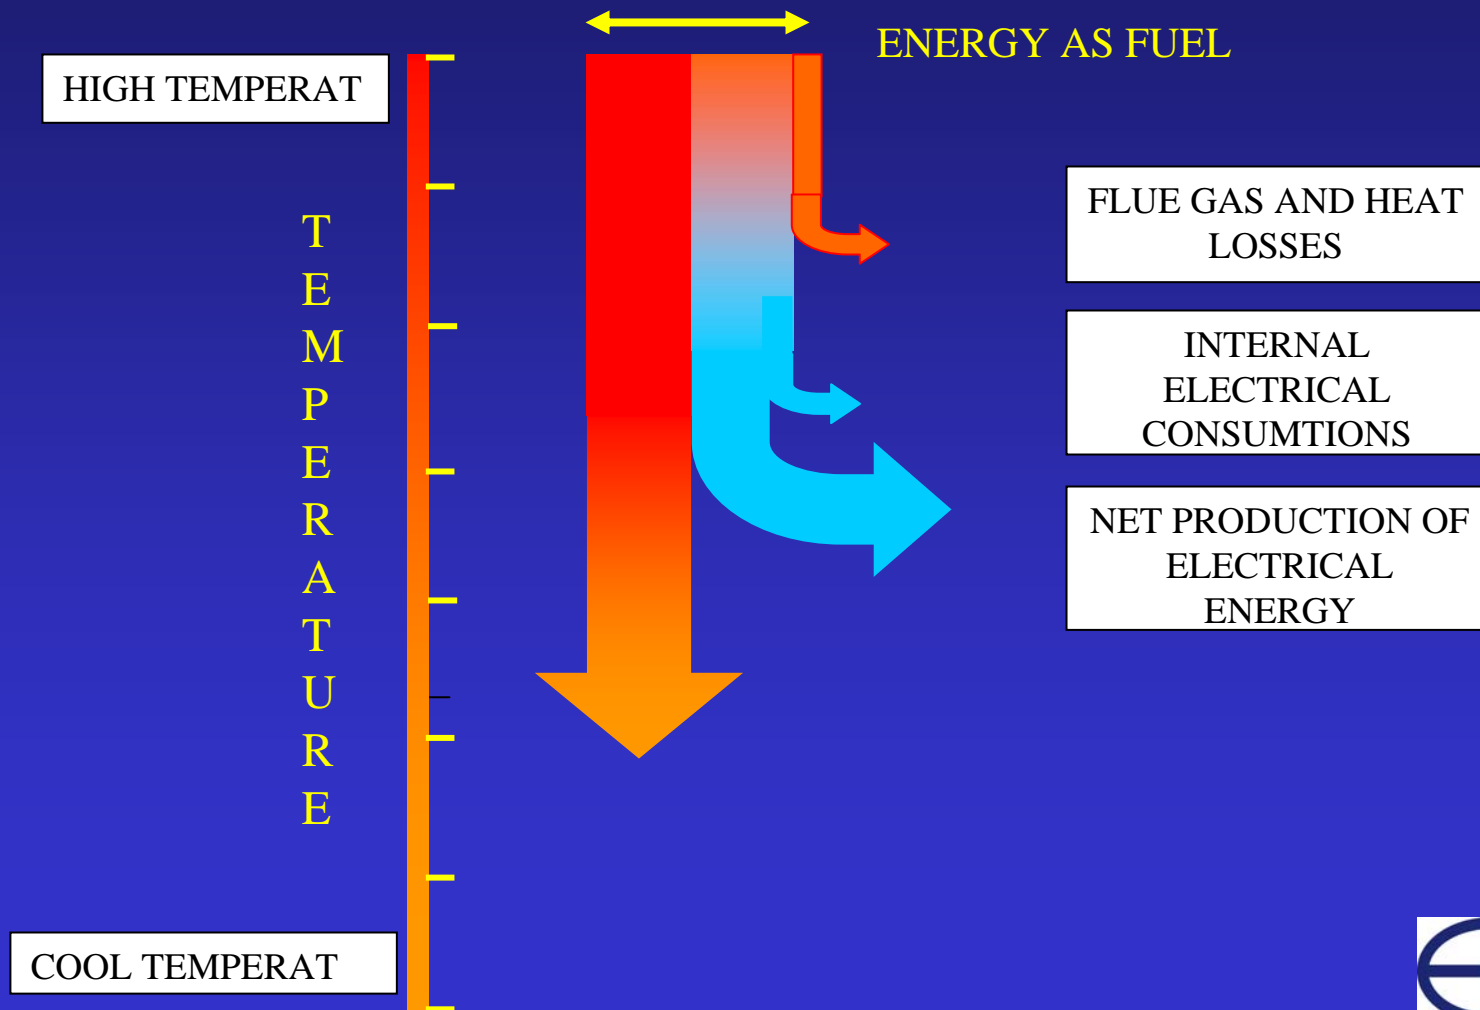 ENERGY AS FUEL
HIGH TEMPERAT
TEMPERATURE
FLUE GAS AND HEAT
LOSSES
INTERNAL
ELECTRICAL
CONSUMTIONS
NET PRODUCTION OF
ELECTRICAL
ENERGY
COOL TEMPERAT